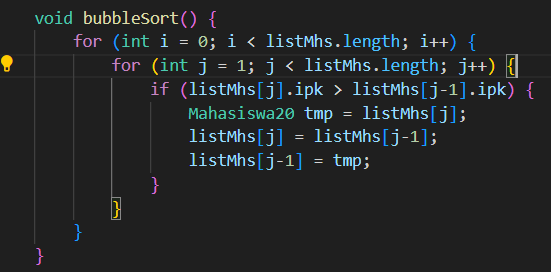 void bubbleSort() {
    for (int i = 0; i < listMhs.length; i++) {
        for (int j = 1; j < listMhs.length; j++) {
            if (listMhs[j].ipk > listMhs[j-1].ipk) {
                Mahasiswa20 tmp = listMhs[j];
                listMhs[j] = listMhs[j-1];
                listMhs[j-1] = tmp;
            }
        }
    }
}